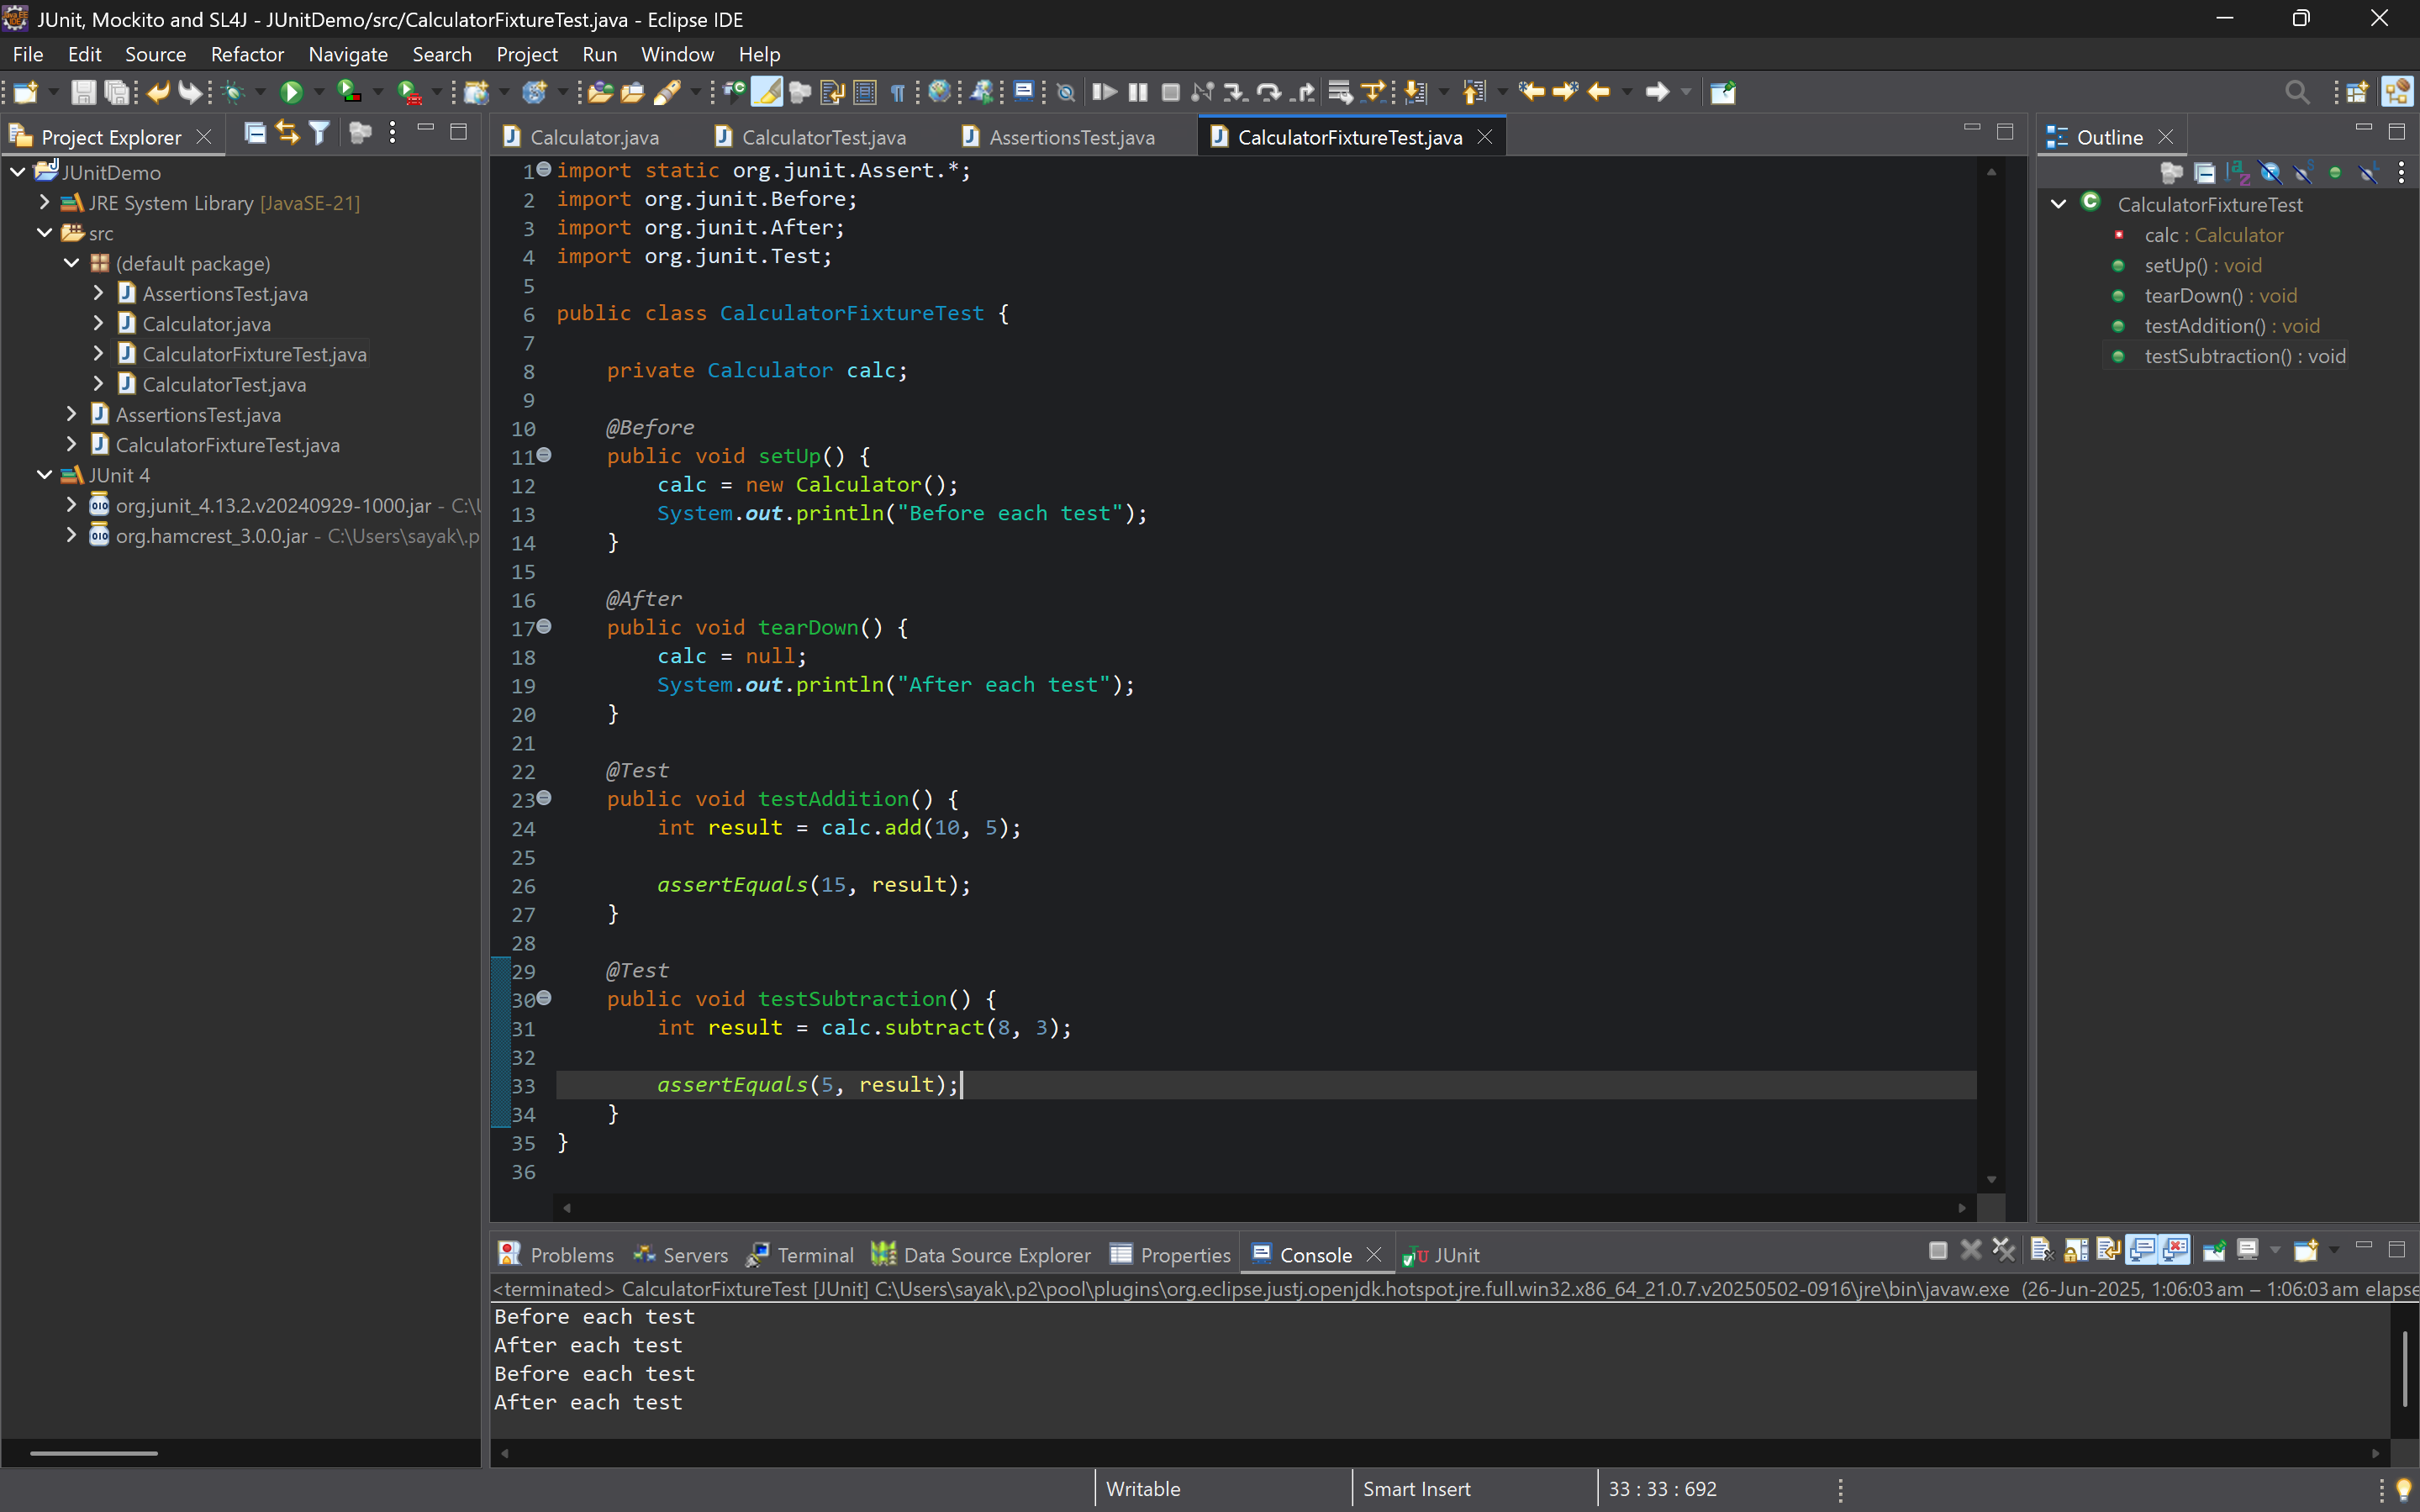 JUnit, Mockito and SL4J - JUnitDemo/src/CalculatorFixtureTest.java - Eclipse IDE
File Edit Source Refactor Navigate Search Project Run Window Help
Project Explorer
JUnitDemo
JRE System Library [JavaSE-21]
src
(default package)
AssertionsTest.java
Calculator.java
CalculatorFixtureTest.java
CalculatorTest.java
AssertionsTest.java
CalculatorFixtureTest.java
JUnit 4
org.junit_4.13.2.v20240929-1000.jar - C:\U
org.hamcrest_3.0.0.jar - C:\Users\sayak\.p
Calculator.java CalculatorTest.java AssertionsTest.java CalculatorFixtureTest.java
1 import static org.junit.Assert.*;
2 import org.junit.Before;
3 import org.junit.After;
4 import org.junit.Test;
5
6 public class CalculatorFixtureTest {
7
8 private Calculator calc;
9
10 @Before
11 public void setUp() {
12 calc = new Calculator();
13 System.out.println("Before each test");
14 }
15
16 @After
17 public void tearDown() {
18 calc = null;
19 System.out.println("After each test");
20 }
21
22 @Test
23 public void testAddition() {
24 int result = calc.add(10, 5);
25
26 assertEquals(15, result);
27 }
28
29 @Test
30 public void testSubtraction() {
31 int result = calc.subtract(8, 3);
32
33 assertEquals(5, result);
34 }
35 }
36
Outline
CalculatorFixtureTest
calc : Calculator
setUp() : void
tearDown() : void
testAddition() : void
testSubtraction() : void
Problems Servers Terminal Data Source Explorer Properties Console JUnit
<terminated> CalculatorFixtureTest [JUnit] C:\Users\sayak\.p2\pool\plugins\org.eclipse.justj.openjdk.hotspot.jre.full.win32.x86_64_21.0.7.v20250502-0916\jre\bin\javaw.exe (26-Jun-2025, 1:06:03 am – 1:06:03 am elapse
Before each test
After each test
Before each test
After each test
Writable Smart Insert 33 : 33 : 692